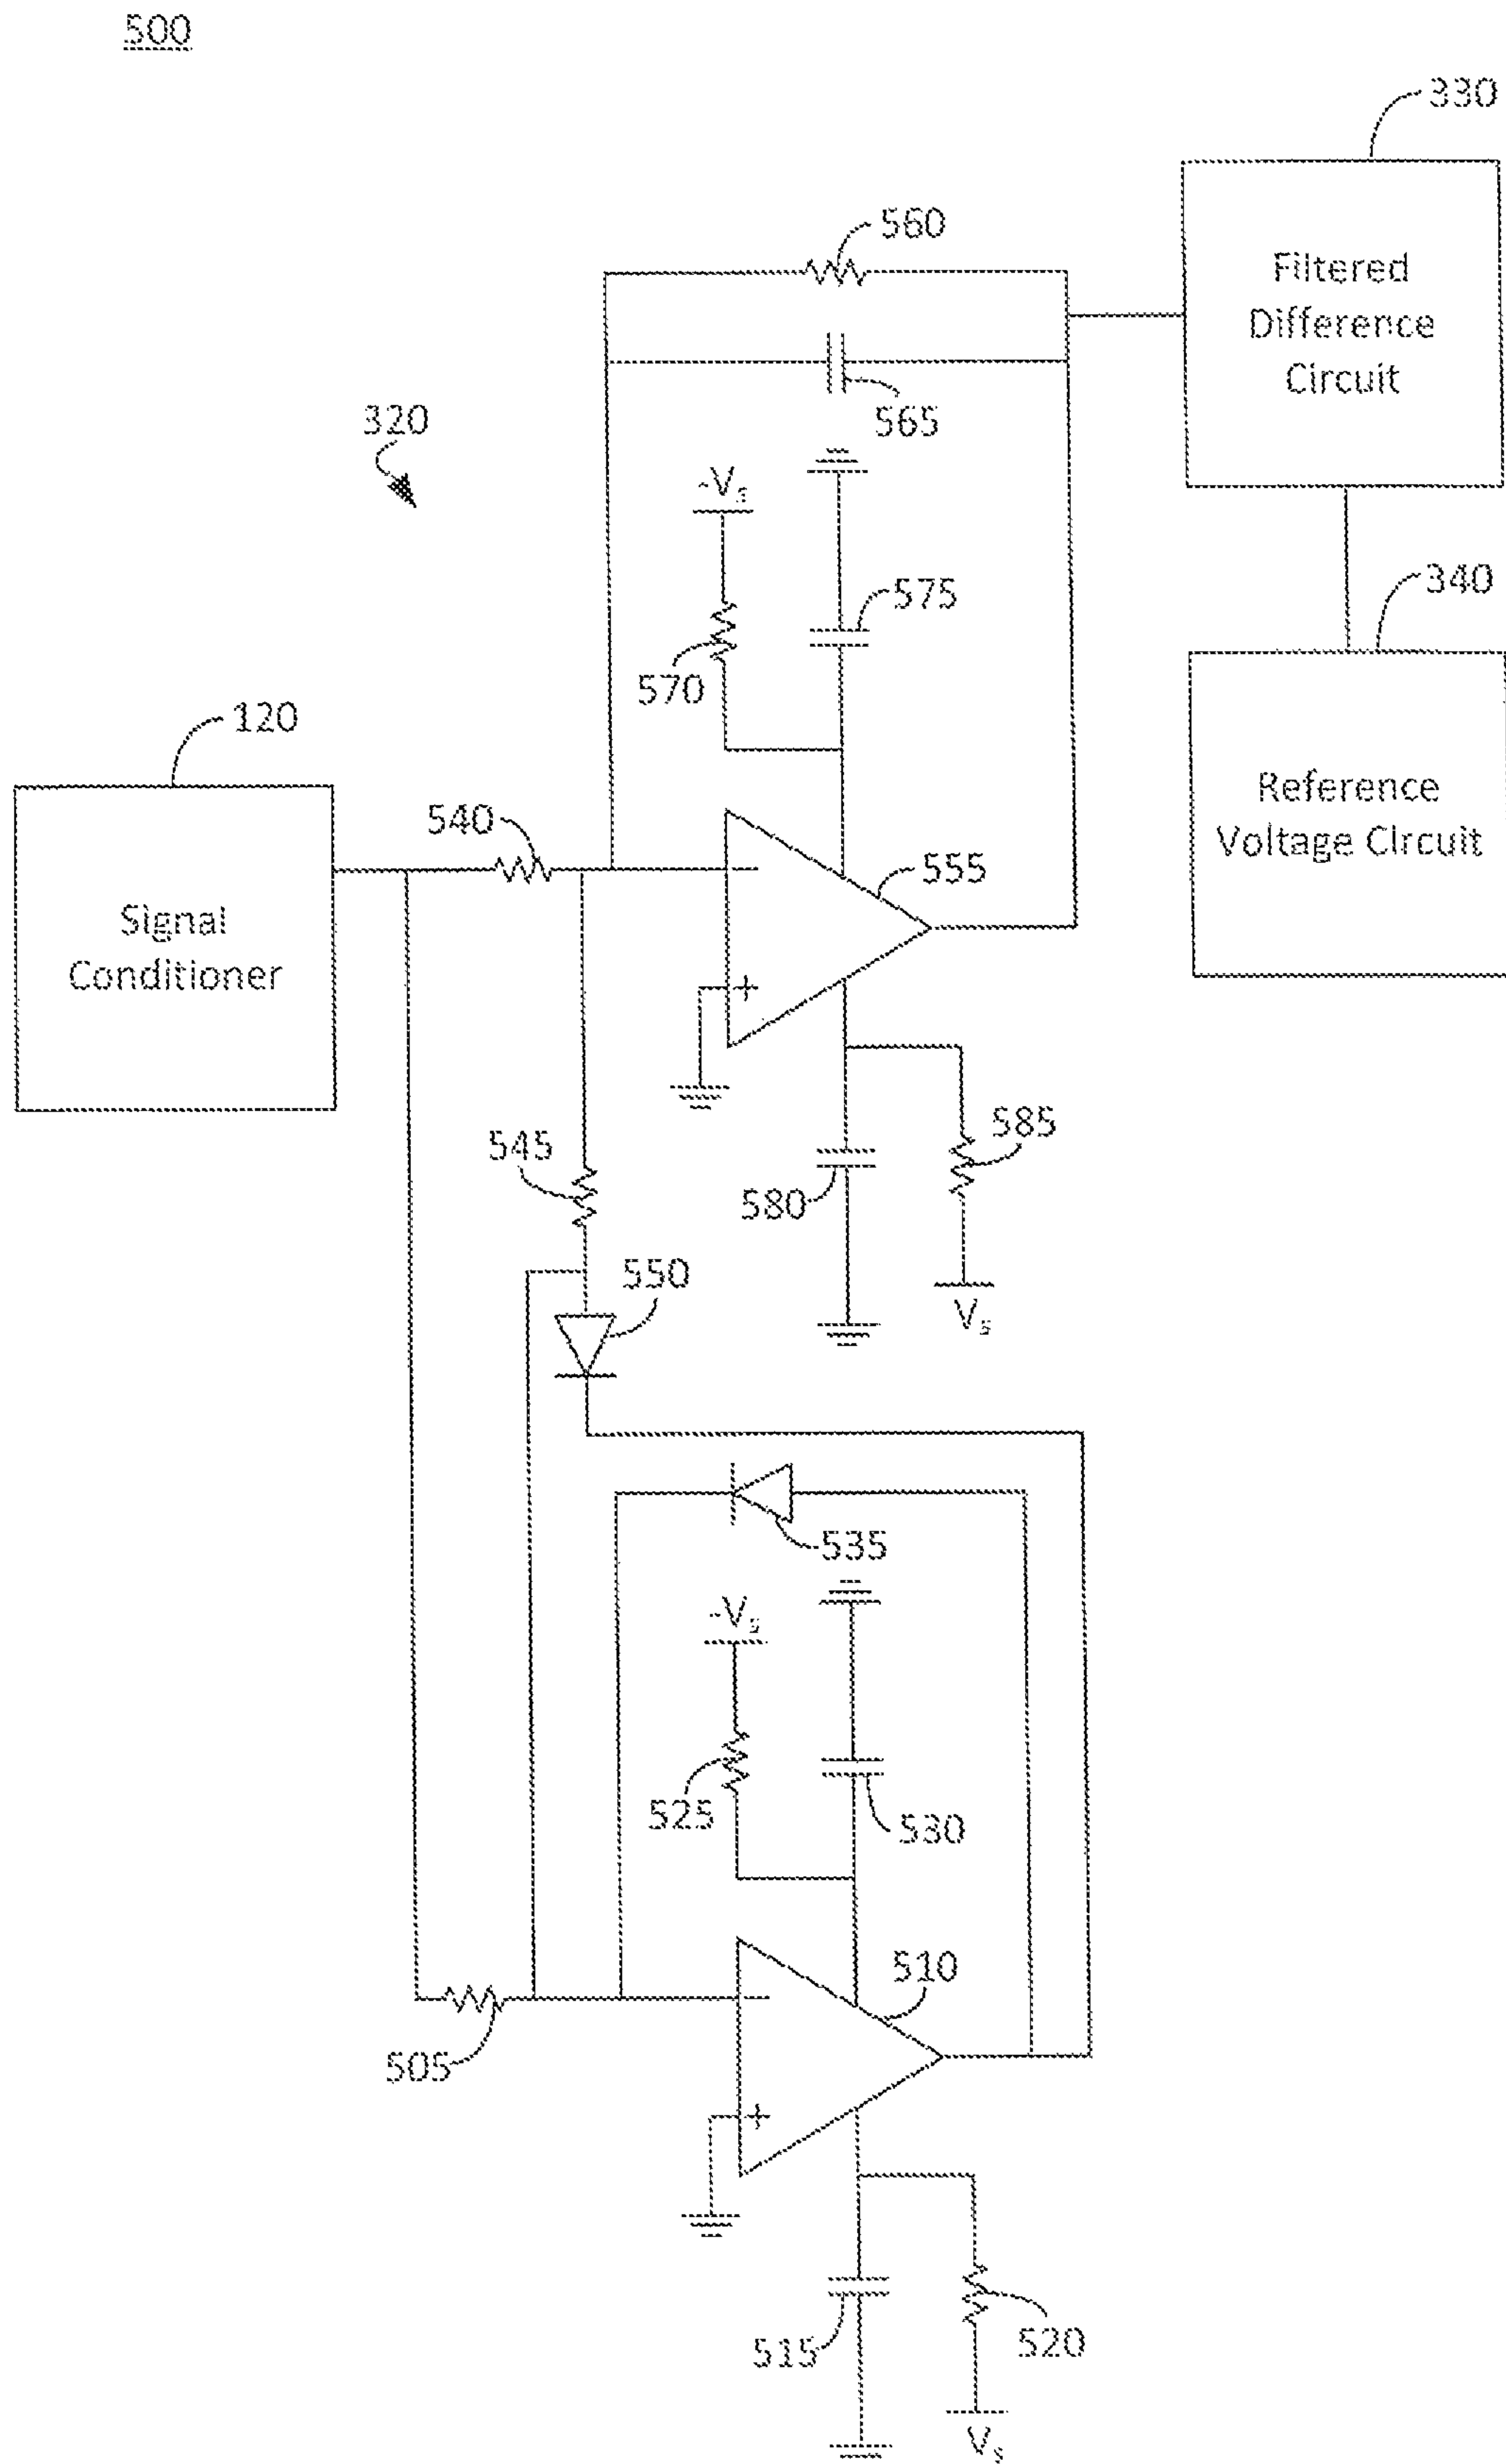 500
330
560
Filtered
Difference
Circuit
565
320
-Vs
575
340
570
120
540
Reference
Voltage Circuit
555
Signal
Conditioner
-
+
545
585
580
550
Vs
535
-Vs
525
530
510
-
505
+
515
520
Vs